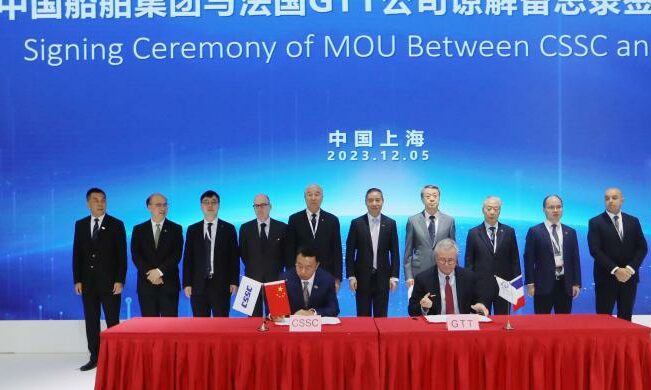 中国船舶集团与法国GTT公司谅解备忘录签
Signing Ceremony of MOU Between CSSC an
中国上海
2023.12.05
CSSC
CSSC
GTT